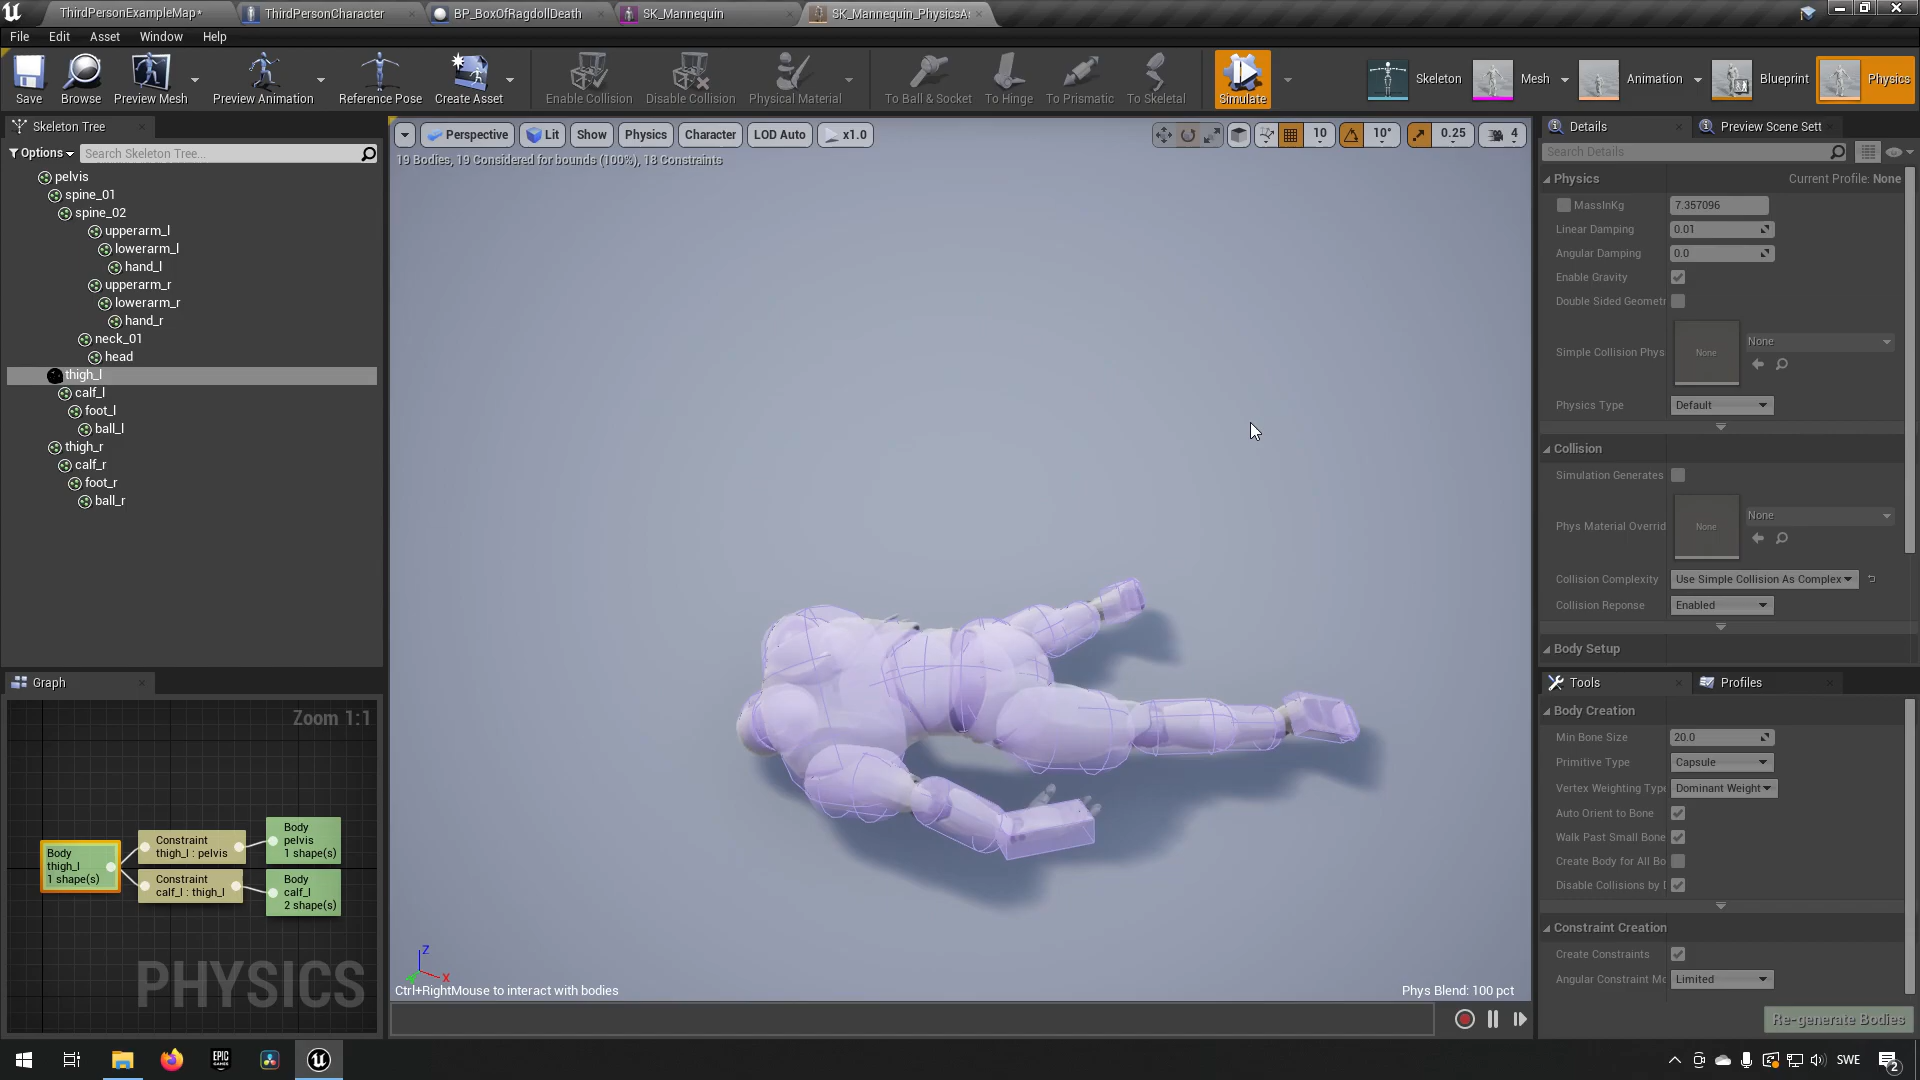 ThirdPersonExampleMap*
ThirdPersonCharacter
BP_BoxOfRagdollDeath
SK_Mannequin
SK_Mannequin_PhysicsA
File Edit Asset Window Help
Save
Browse
Preview Mesh
Preview Animation
Reference Pose
Create Asset
Enable Collision
Disable Collision
Physical Material
To Ball & Socket
To Hinge
To Prismatic
To Skeletal
Simulate
Skeleton
Mesh
Animation
Blueprint
Physics
Skeleton Tree
Options
Search Skeleton Tree...
pelvis
spine_01
spine_02
upperarm_l
lowerarm_l
hand_l
upperarm_r
lowerarm_r
hand_r
neck_01
head
thigh_l
calf_l
foot_l
ball_l
thigh_r
calf_r
foot_r
ball_r
Perspective
Lit
Show
Physics
Character
LOD Auto
x1.0
10
10°
0.25
4
19 Bodies, 19 Considered for bounds (100%), 18 Constraints
Z
X
Ctrl+RightMouse to interact with bodies
Phys Blend: 100 pct
Graph
Zoom 1:1
Body
thigh_l
1 shape(s)
Constraint
thigh_l : pelvis
Constraint
calf_l : thigh_l
Body
pelvis
1 shape(s)
Body
calf_l
2 shape(s)
PHYSICS
Details
Preview Scene Sett
Search Details
Physics
Current Profile: None
MassInKg 7.357096
Linear Damping 0.01
Angular Damping 0.0
Enable Gravity
Double Sided Geometr
Simple Collision Phys None None
Physics Type Default
Collision
Simulation Generates
Phys Material Overrid None None
Collision Complexity Use Simple Collision As Complex
Collision Reponse Enabled
Body Setup
Tools
Profiles
Body Creation
Min Bone Size 20.0
Primitive Type Capsule
Vertex Weighting Type Dominant Weight
Auto Orient to Bone
Walk Past Small Bone
Create Body for All Bo
Disable Collisions by D
Constraint Creation
Create Constraints
Angular Constraint Mo Limited
Re-generate Bodies
EPIC
GAMES
SWE
2